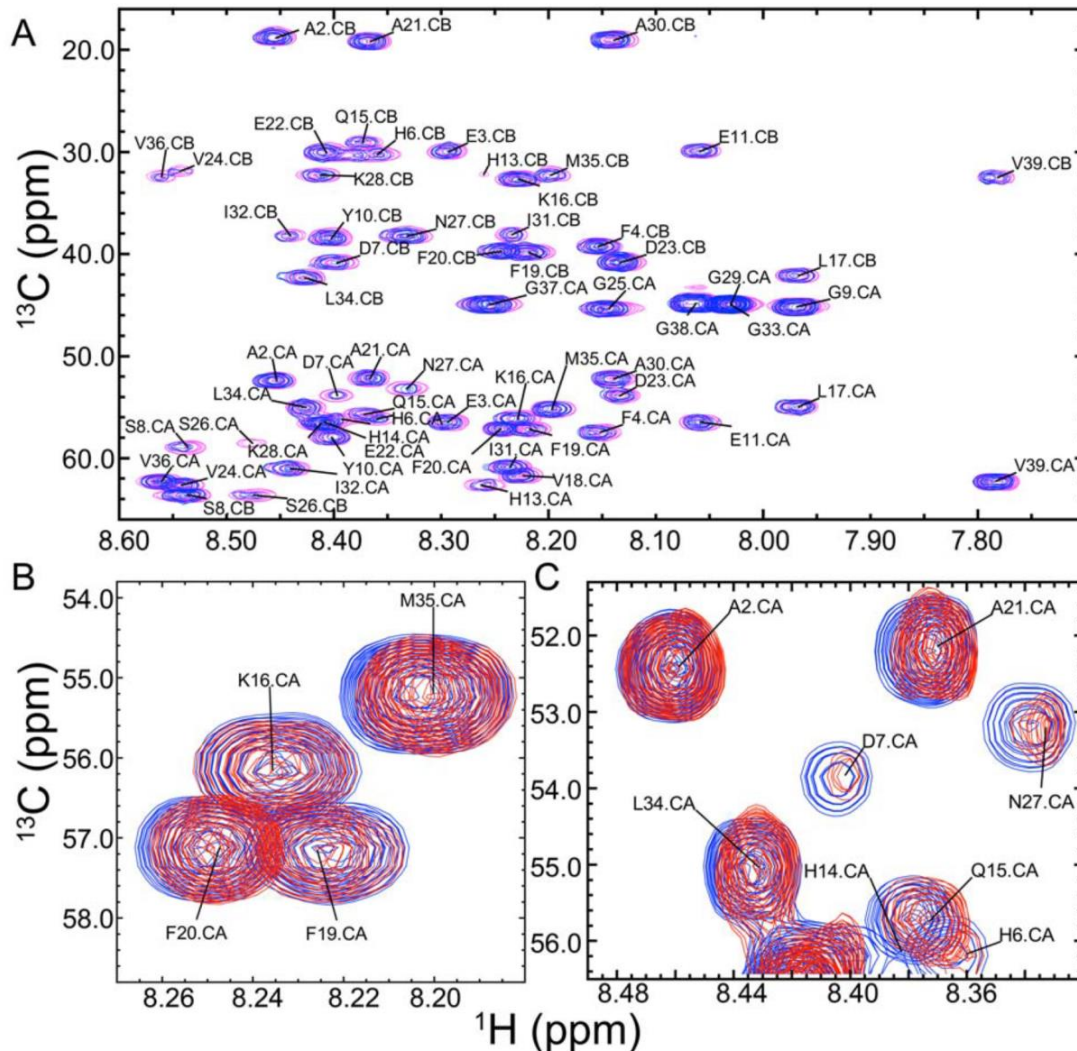 A
A2.CB
A21.CB
A30.CB
20.0
Q15.CB
E22.CB
H6.CB
E3.CB
E11.CB
V36.CB
V24.CB
30.0
H13.CB
M35.CB
V39.CB
K28.CB
K16.CB
I32.CB
Y10.CB
N27.CB
I31.CB
F4.CB
40.0
D7.CB
F20.CB
D23.CB
L17.CB
F19.CB
L34.CB
G37.CA
G25.CA
G29.CA
G9.CA
G38.CA
G33.CA
13C (ppm)
50.0
A2.CA
D7.CA
A21.CA
N27.CA
M35.CA
A30.CA
K16.CA
D23.CA
L34.CA
Q15.CA
E3.CA
L17.CA
S26.CA
H6.CA
F4.CA
S8.CA
H14.CA
E11.CA
K28.CA
E22.CA
F19.CA
V36.CA
Y10.CA
F20.CA
I31.CA
60.0
V24.CA
I32.CA
V18.CA
V39.CA
S8.CB
S26.CB
H13.CA
8.60 8.50 8.40 8.30 8.20 8.10 8.00 7.90 7.80
B
54.0
M35.CA
55.0
K16.CA
56.0
57.0
58.0
F20.CA
F19.CA
13C (ppm)
8.26 8.24 8.22 8.20
C
A2.CA
A21.CA
52.0
53.0
D7.CA
54.0
N27.CA
L34.CA
55.0
H14.CA
Q15.CA
56.0
H6.CA
8.48 8.44 8.40 8.36
1H (ppm)